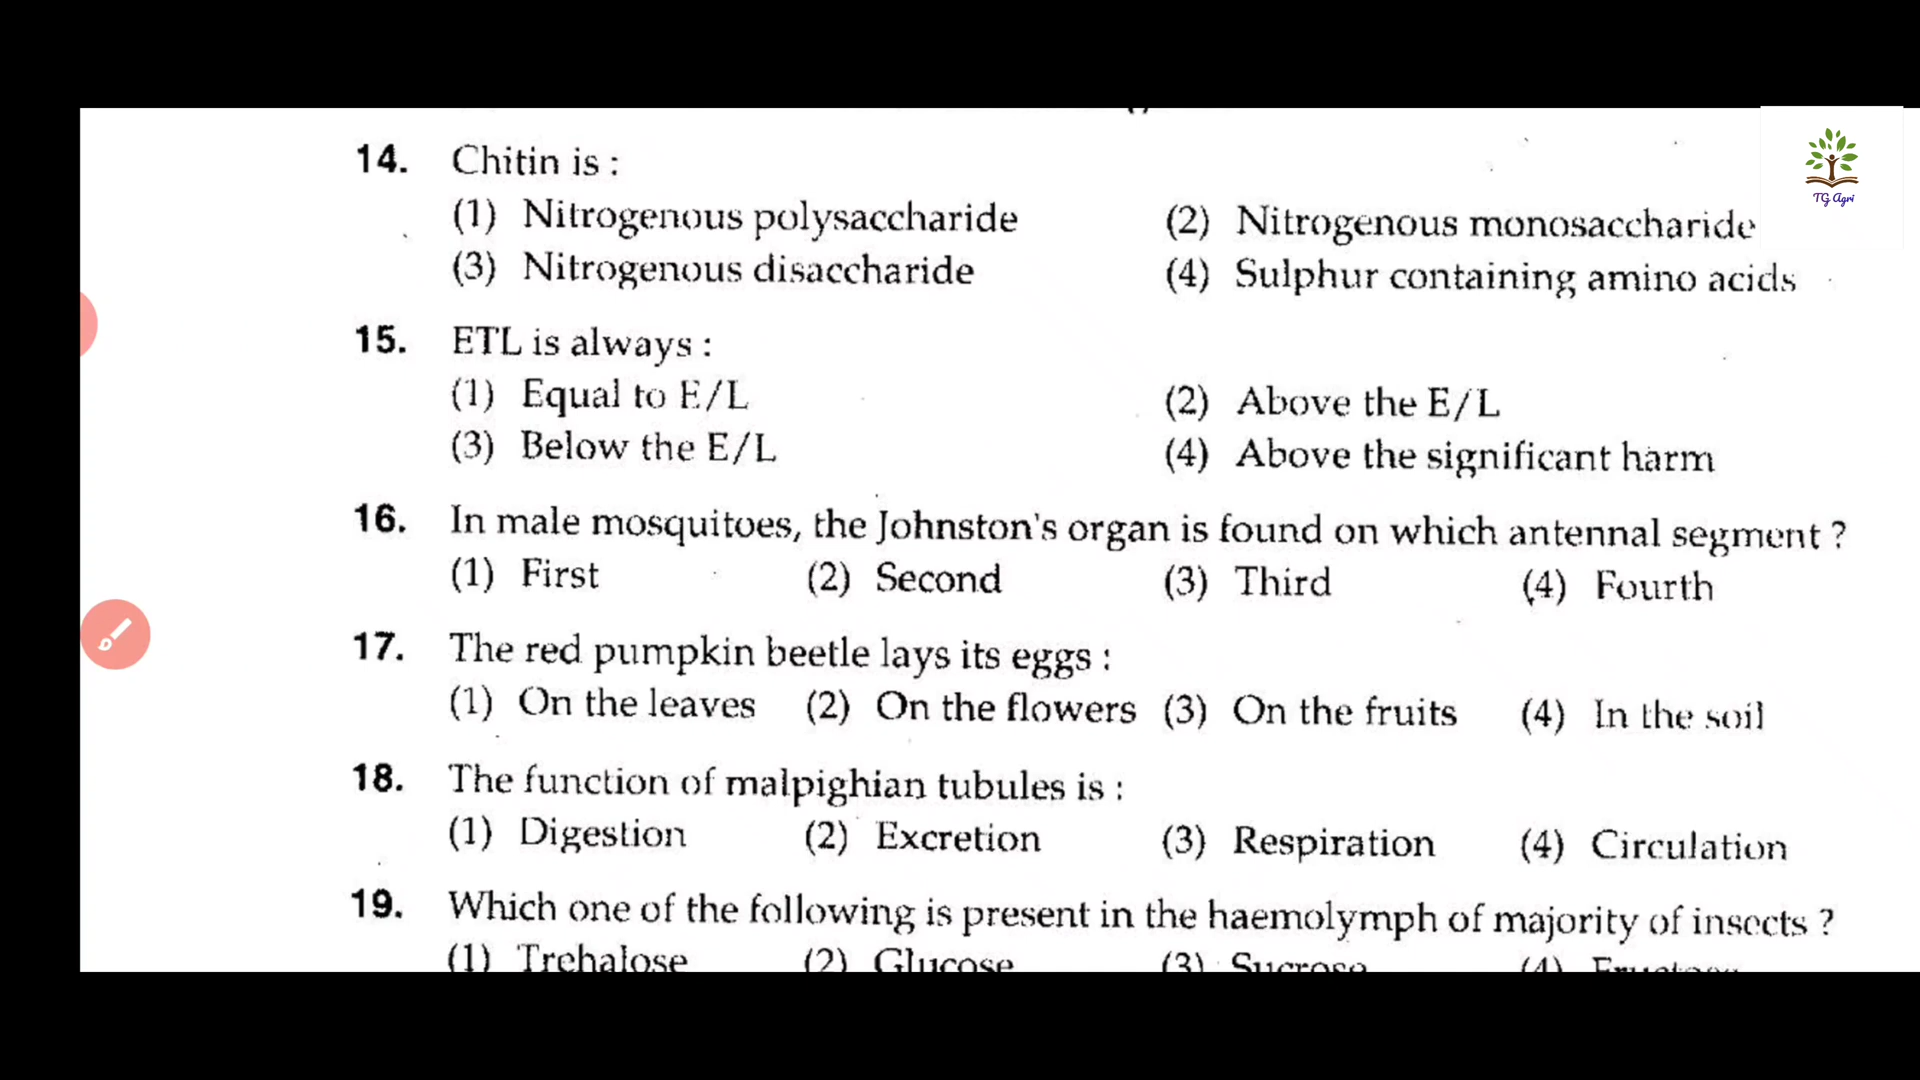 14. Chitin is :
(1) Nitrogenous polysaccharide (2) Nitrogenous monosaccharide
(3) Nitrogenous disaccharide (4) Sulphur containing amino acids
15. ETL is always :
(1) Equal to E/L (2) Above the E/L
(3) Below the E/L (4) Above the significant harm
16. In male mosquitoes, the Johnston's organ is found on which antennal segment ?
(1) First (2) Second (3) Third (4) Fourth
17. The red pumpkin beetle lays its eggs :
(1) On the leaves (2) On the flowers (3) On the fruits (4) In the soil
18. The function of malpighian tubules is :
(1) Digestion (2) Excretion (3) Respiration (4) Circulation
19. Which one of the following is present in the haemolymph of majority of insects ?
(1) Trehalose (2) Glucose (3) Sucrose (4) Fructose
TG Agri